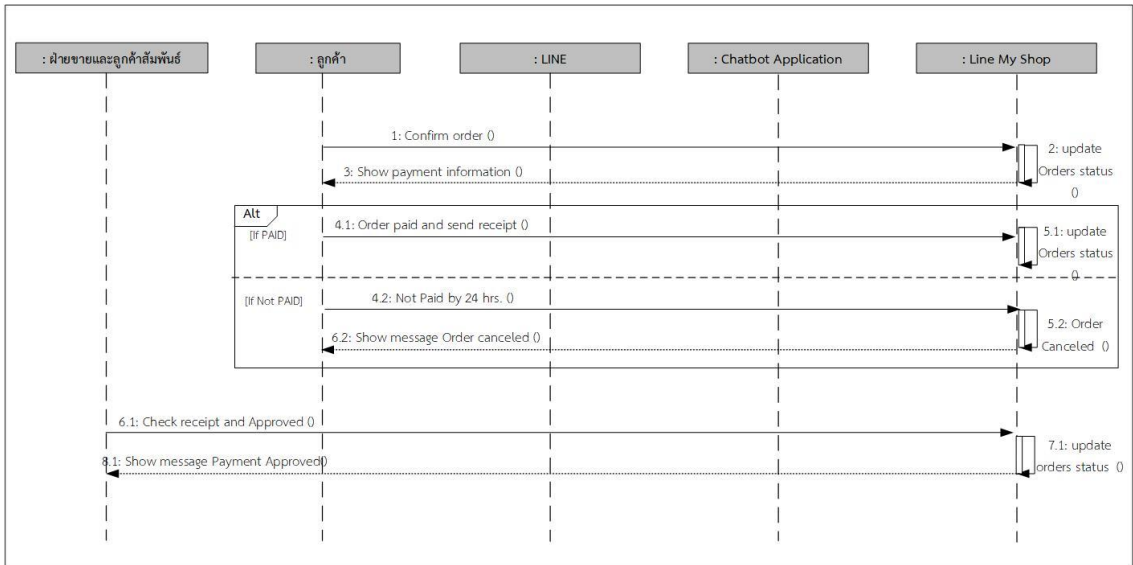 : ฝ่ายขายและลูกค้าสัมพันธ์
: ลูกค้า
: LINE
: Chatbot Application
: Line My Shop
1: Confirm order ()
2: update
Orders status
()
3: Show payment information ()
Alt
[If PAID]
4.1: Order paid and send receipt ()
5.1: update
Orders status
()
[If Not PAID]
4.2: Not Paid by 24 hrs. ()
5.2: Order
Canceled ()
6.2: Show message Order canceled ()
6.1: Check receipt and Approved ()
7.1: update
orders status ()
8.1: Show message Payment Approved()